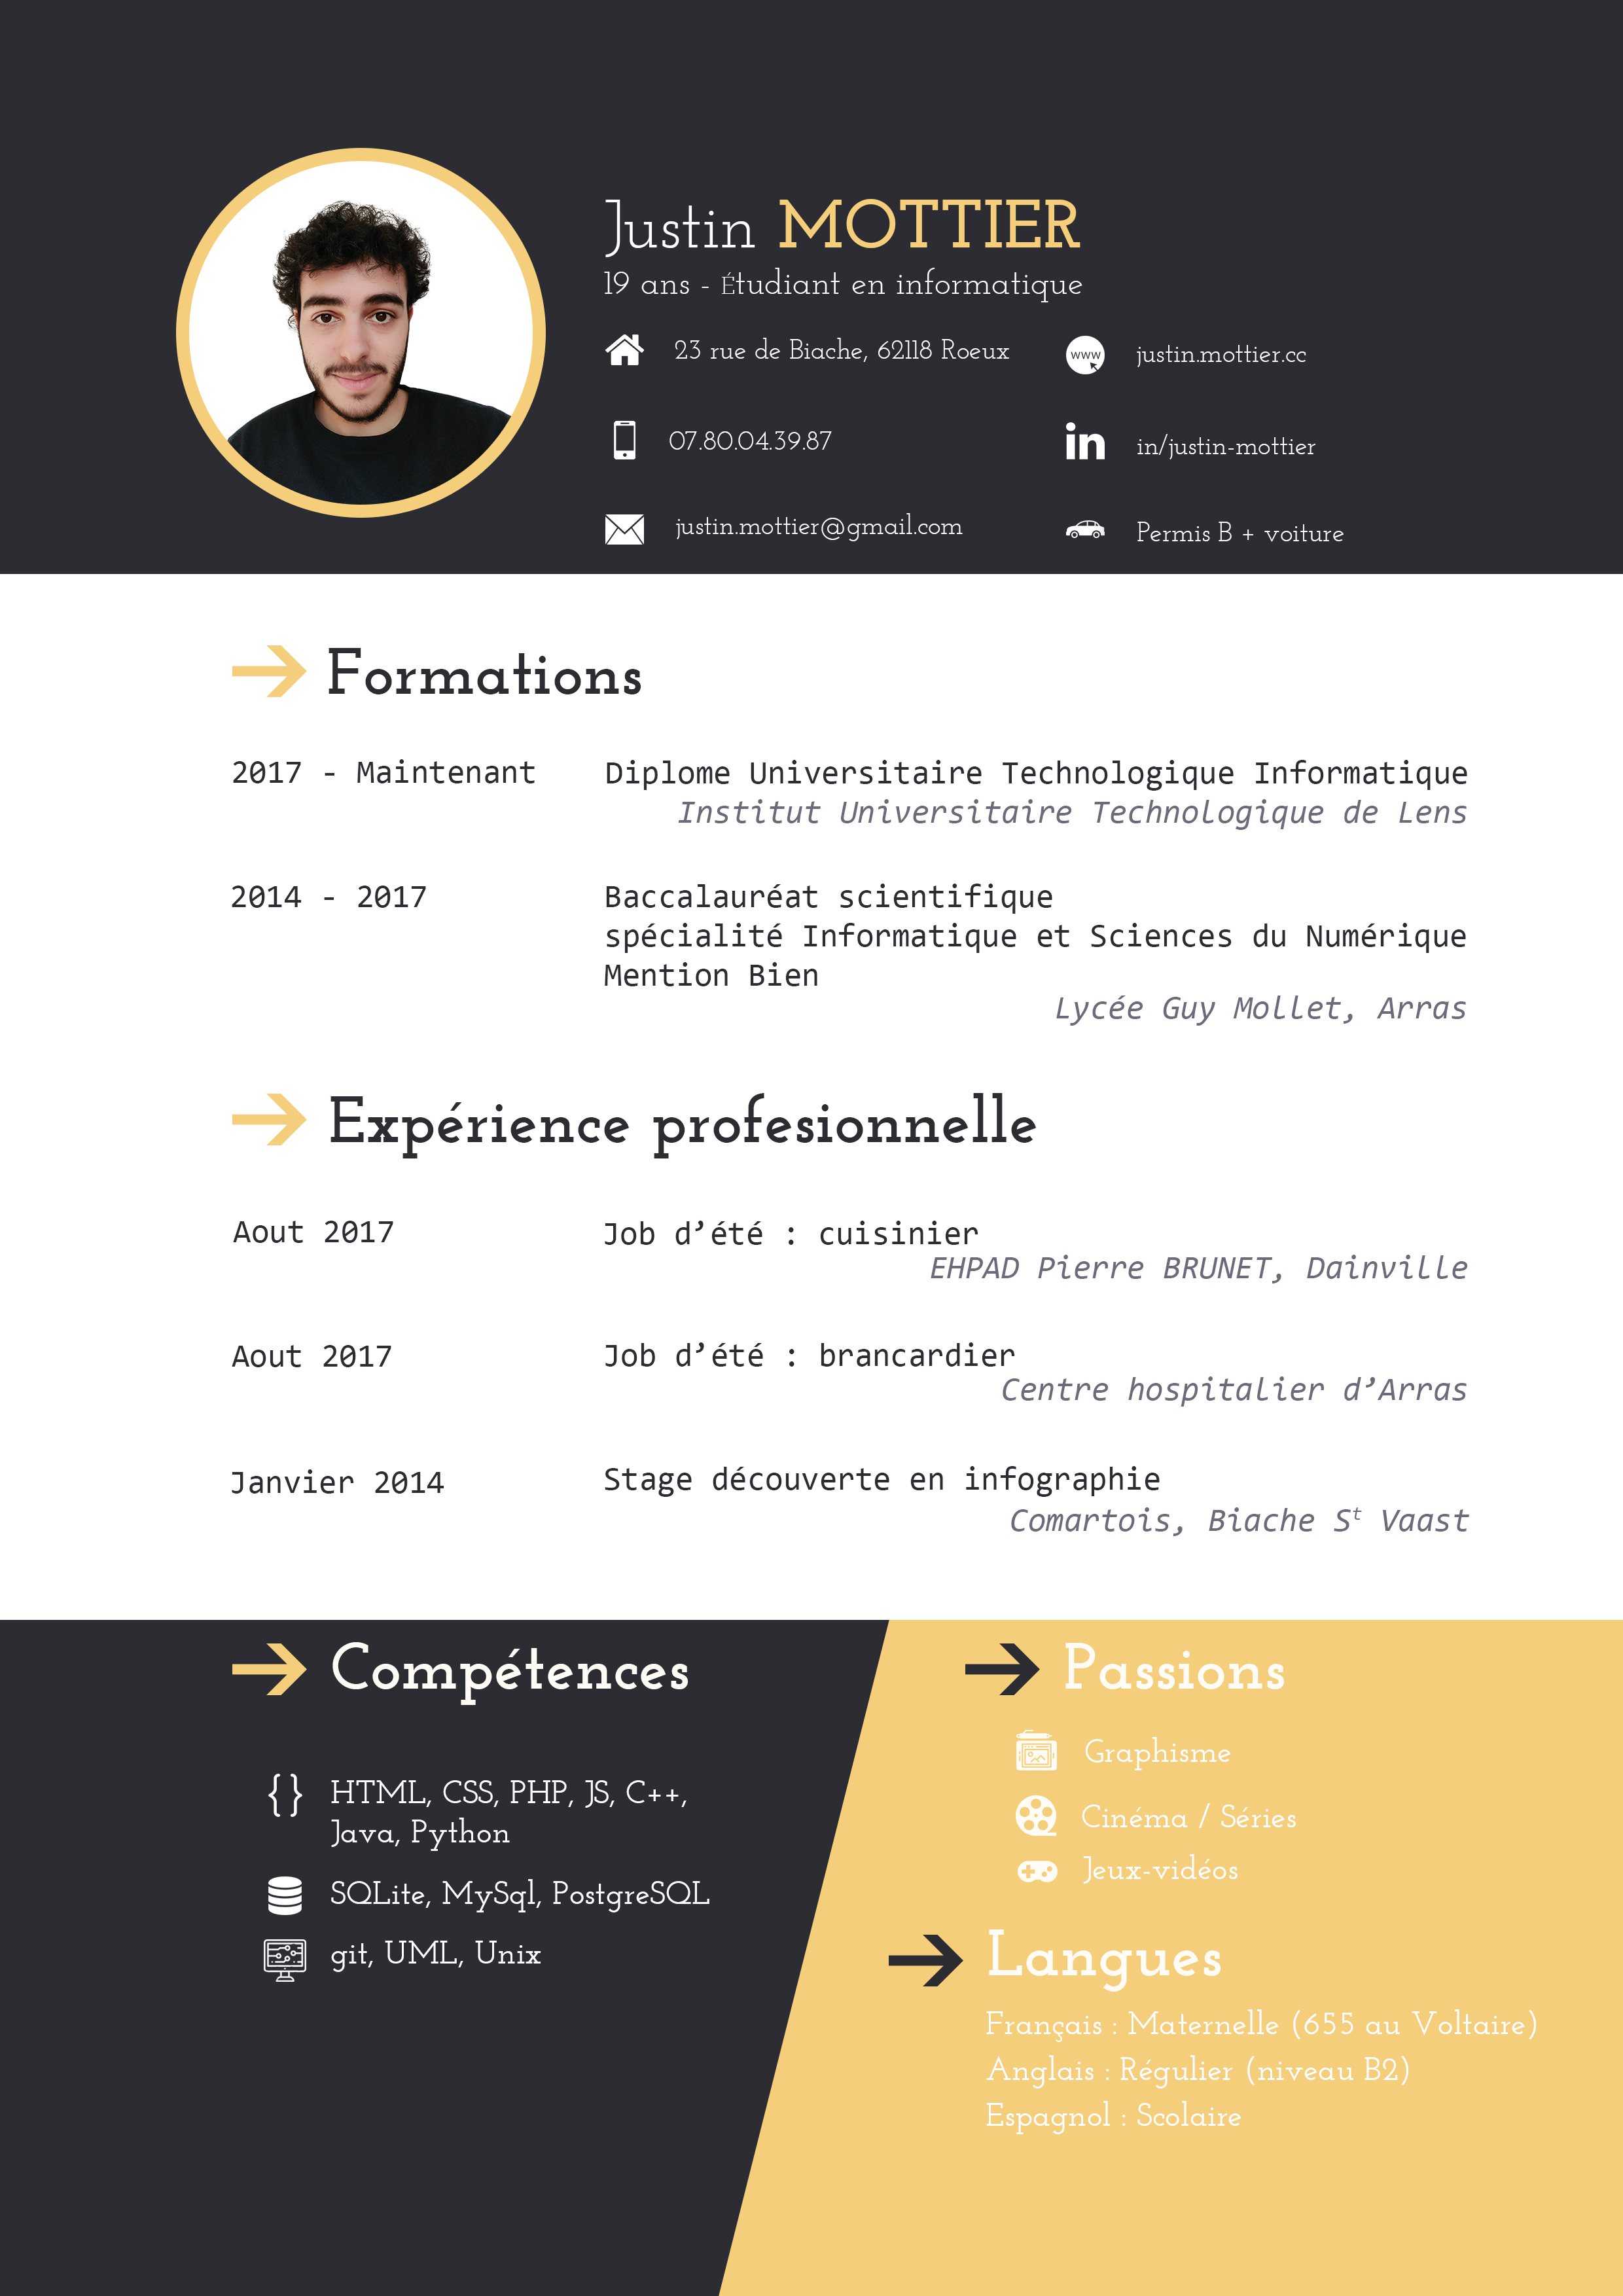 Justin MOTTIER
19 ans - Étudiant en informatique
23 rue de Biache, 62118 Roeux
www
justin.mottier.cc
07.80.04.39.87
in
in/justin-mottier
justin.mottier@gmail.com
Permis B + voiture
Formations
2017 - Maintenant
Diplome Universitaire Technologique Informatique
Institut Universitaire Technologique de Lens
2014 - 2017
Baccalauréat scientifique
spécialité Informatique et Sciences du Numérique
Mention Bien
Lycée Guy Mollet, Arras
Expérience profesionnelle
Aout 2017
Job d’été : cuisinier
EHPAD Pierre BRUNET, Dainville
Aout 2017
Job d’été : brancardier
Centre hospitalier d’Arras
Janvier 2014
Stage découverte en infographie
Comartois, Biache St Vaast
Compétences
{} HTML, CSS, PHP, JS, C++,
Java, Python
SQLite, MySql, PostgreSQL
git, UML, Unix
Passions
Graphisme
Cinéma / Séries
Jeux-vidéos
Langues
Français : Maternelle (655 au Voltaire)
Anglais : Régulier (niveau B2)
Espagnol : Scolaire